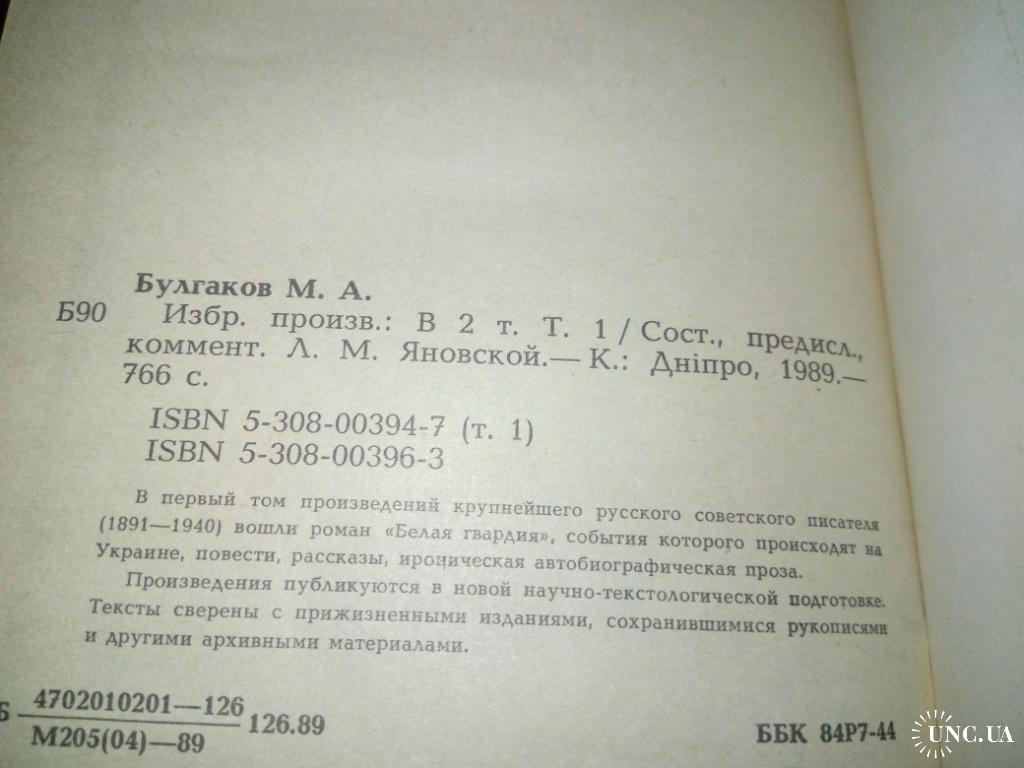 Булгаков М. А.
Б90 Избр. произв.: В 2 т. Т. 1 / Сост., предисл.,
коммент. Л. М. Яновской.— К.: Дніпро, 1989.—
766 с.
ISBN 5-308-00394-7 (т. 1)
ISBN 5-308-00396-3
В первый том произведений крупнейшего русского советского писателя
(1891—1940) вошли роман «Белая гвардия», события которого происходят на
Украине, повести, рассказы, ироническая автобиографическая проза.
Произведения публикуются в новой научно-текстологической подготовке.
Тексты сверены с прижизненными изданиями, сохранившимися рукописями
и другими архивными материалами.
Б 4702010201—126
М205(04)—89
126.89
ББК 84Р7-44
UNC.UA